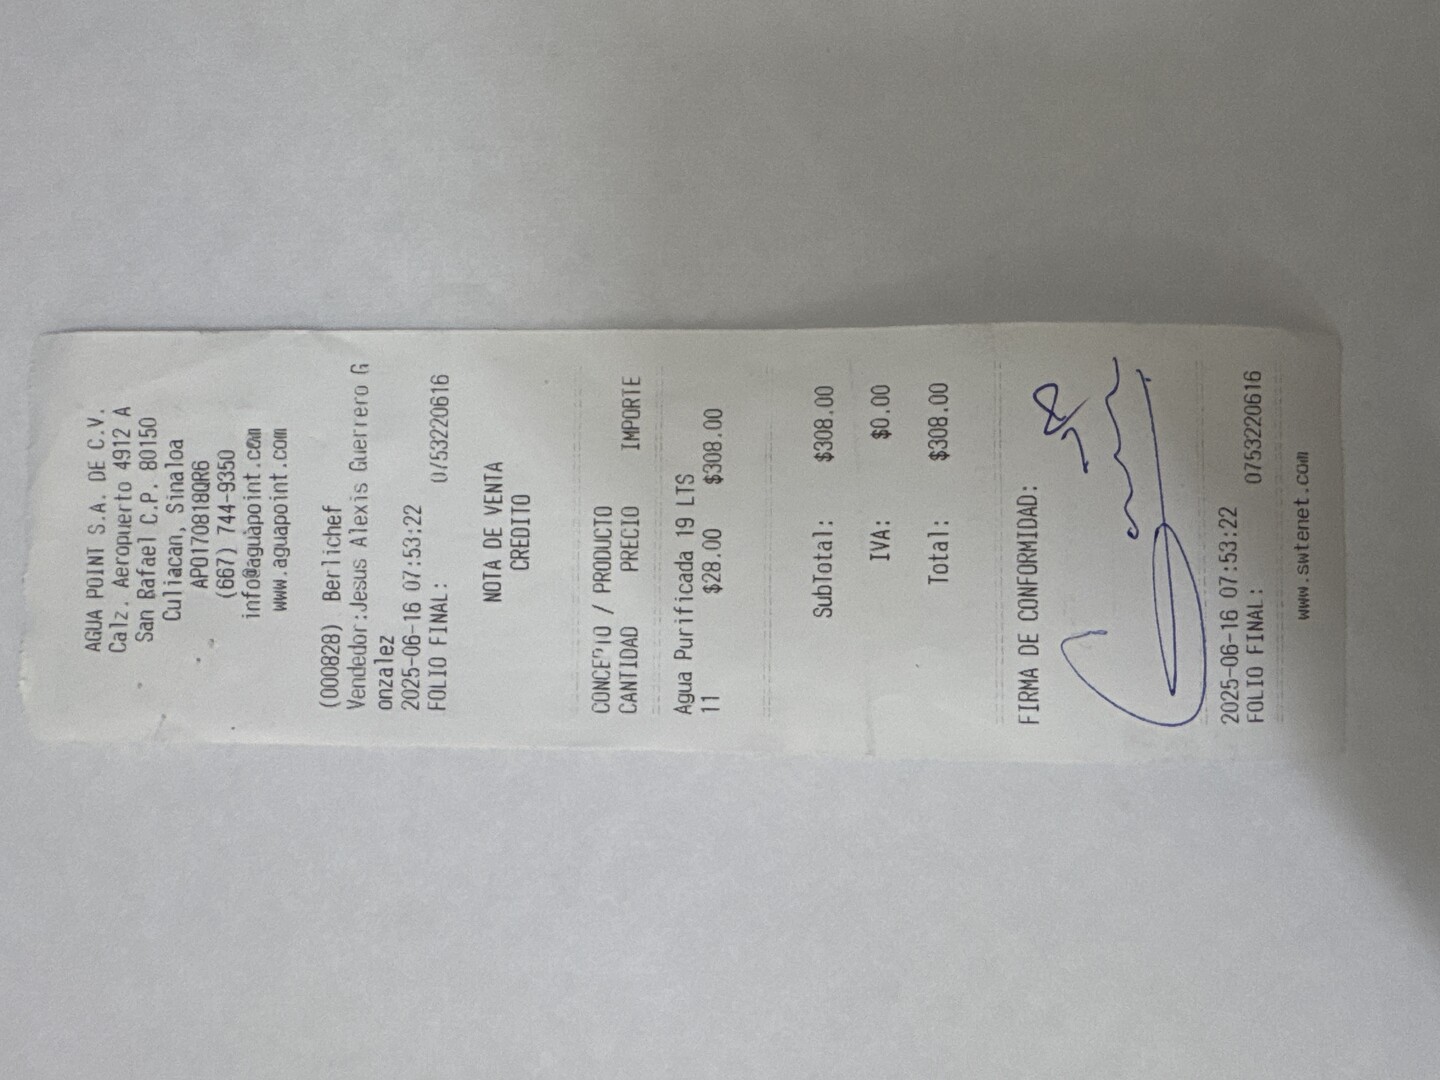 AGUA POINT S.A. DE C.V.
Calz. Aeropuerto 4912 A
San Rafael C.P. 80150
Culiacan, Sinaloa
APO170818QR6
(667) 744-9350
info@aguapoint.com
www.aguapoint.com
(000828) Berlichef
Vendedor:Jesus Alexis Guerrero G
onzalez
2025-06-16 07:53:22
FOLIO FINAL: 0753220616
NOTA DE VENTA
CREDITO
CONCEPTO / PRODUCTO
CANTIDAD PRECIO IMPORTE
Agua Purificada 19 LTS
11 $28.00 $308.00
SubTotal: $308.00
IVA: $0.00
Total: $308.00
FIRMA DE CONFORMIDAD:
2025-06-16 07:53:22
FOLIO FINAL: 0753220616
www.swtenet.com